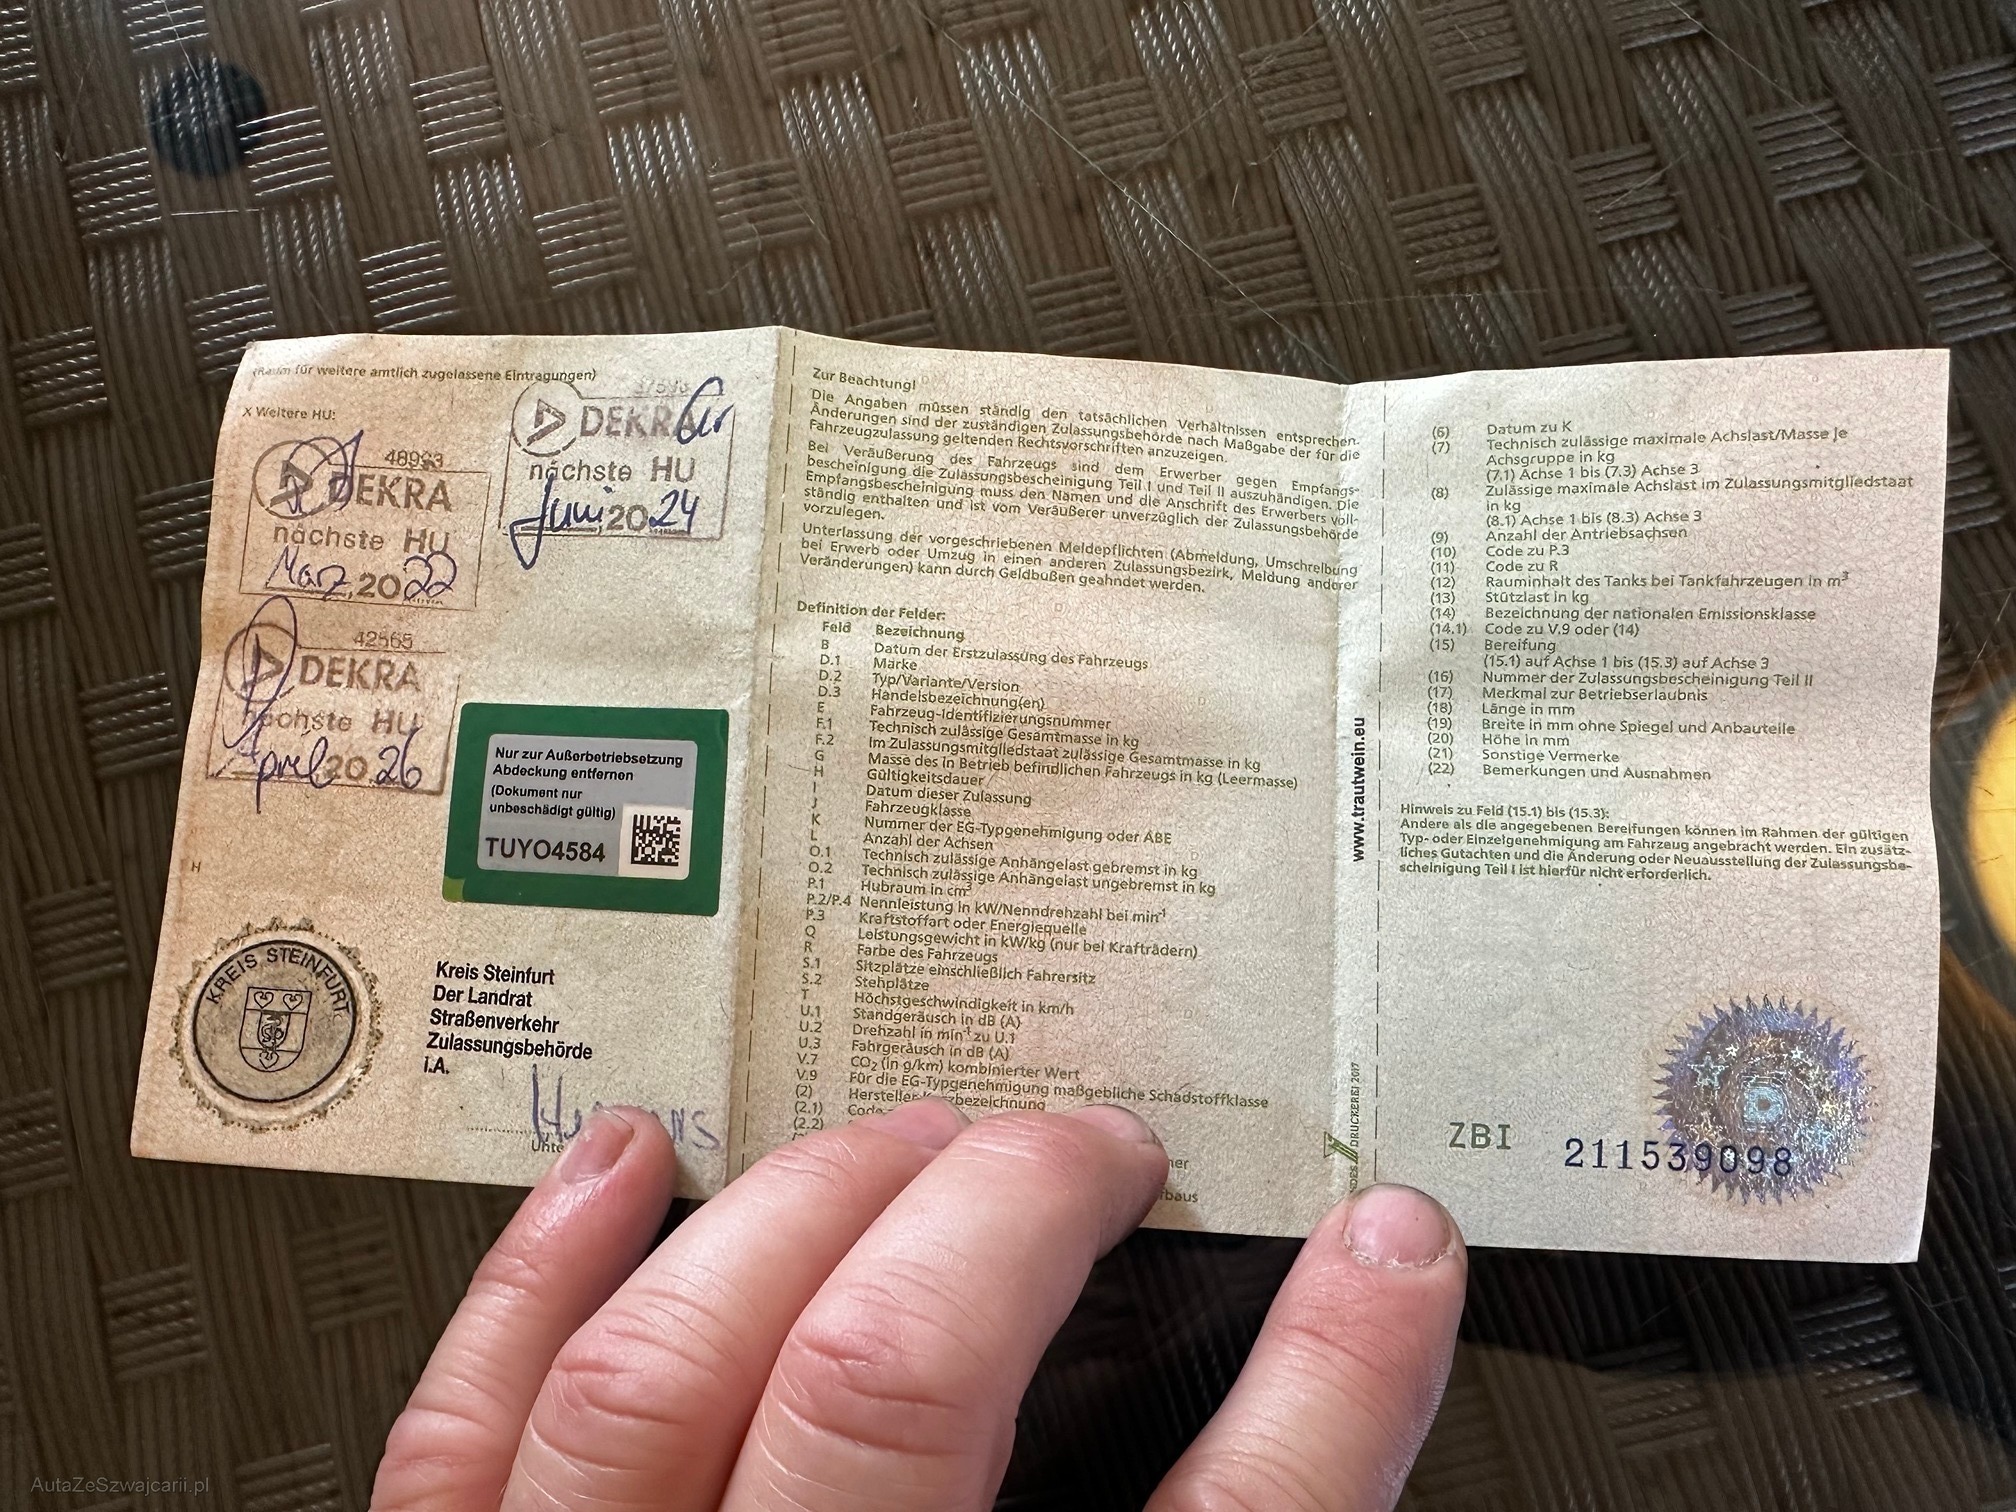 (Raum für weitere amtlich zugelassene Eintragungen)
X Weitere HU:
48993
DEKRA
nächste HU
März 2022
DEKRA
nächste HU
Juni 2024
42565
DEKRA
nächste HU
April 2026
Nur zur Außerbetriebsetzung
Abdeckung entfernen
(Dokument nur
unbeschädigt gültig)
TUYO4584
H
KREIS STEINFURT
Kreis Steinfurt
Der Landrat
Straßenverkehr
Zulassungsbehörde
i.A.
Zur Beachtung!
Die Angaben müssen ständig den tatsächlichen Verhältnissen entsprechen.
Änderungen sind der zuständigen Zulassungsbehörde nach Maßgabe der für die
Fahrzeugzulassung geltenden Rechtsvorschriften anzuzeigen.
Bei Veräußerung des Fahrzeugs sind dem Erwerber gegen Empfangs-
bescheinigung die Zulassungsbescheinigung Teil I und Teil II auszuhändigen. Die
Empfangsbescheinigung muss den Namen und die Anschrift des Erwerbers voll-
ständig enthalten und ist vom Veräußerer unverzüglich der Zulassungsbehörde
vorzulegen.
Unterlassung der vorgeschriebenen Meldepflichten (Abmeldung, Umschreibung
bei Erwerb oder Umzug in einen anderen Zulassungsbezirk, Meldung anderer
Veränderungen) kann durch Geldbußen geahndet werden.
Definition der Felder:
Feld Bezeichnung
B Datum der Erstzulassung des Fahrzeugs
D.1 Marke
D.2 Typ/Variante/Version
D.3 Handelsbezeichnung(en)
E Fahrzeug-Identifizierungsnummer
F.1 Technisch zulässige Gesamtmasse in kg
F.2 Im Zulassungsmitgliedstaat zulässige Gesamtmasse in kg
G Masse des in Betrieb befindlichen Fahrzeugs in kg (Leermasse)
H Gültigkeitsdauer
I Datum dieser Zulassung
J Fahrzeugklasse
K Nummer der EG-Typgenehmigung oder ABE
L Anzahl der Achsen
O.1 Technisch zulässige Anhängelast gebremst in kg
O.2 Technisch zulässige Anhängelast ungebremst in kg
P.1 Hubraum in cm³
P.2/P.4 Nennleistung in kW/Nenndrehzahl bei min⁻¹
P.3 Kraftstoffart oder Energiequelle
Q Leistungsgewicht in kW/kg (nur bei Krafträdern)
R Farbe des Fahrzeugs
S.1 Sitzplätze einschließlich Fahrersitz
S.2 Stehplätze
T Höchstgeschwindigkeit in km/h
U.1 Standgeräusch in dB (A)
U.2 Drehzahl in min⁻¹ zu U.1
U.3 Fahrgeräusch in dB (A)
V.7 CO₂ (in g/km) kombinierter Wert
V.9 Für die EG-Typgenehmigung maßgebliche Schadstoffklasse
(2) Hersteller-Kurzbezeichnung
(2.1) Code
(2.2)
www.trautwein.eu
DRUCKEREI 2017
(6) Datum zu K
(7) Technisch zulässige maximale Achslast/Masse je
Achsgruppe in kg
(7.1) Achse 1 bis (7.3) Achse 3
(8) Zulässige maximale Achslast im Zulassungsmitgliedstaat
in kg
(8.1) Achse 1 bis (8.3) Achse 3
(9) Anzahl der Antriebsachsen
(10) Code zu P.3
(11) Code zu R
(12) Rauminhalt des Tanks bei Tankfahrzeugen in m³
(13) Stützlast in kg
(14) Bezeichnung der nationalen Emissionsklasse
(14.1) Code zu V.9 oder (14)
(15) Bereifung
(15.1) auf Achse 1 bis (15.3) auf Achse 3
(16) Nummer der Zulassungsbescheinigung Teil II
(17) Merkmal zur Betriebserlaubnis
(18) Länge in mm
(19) Breite in mm ohne Spiegel und Anbauteile
(20) Höhe in mm
(21) Sonstige Vermerke
(22) Bemerkungen und Ausnahmen
Hinweis zu Feld (15.1) bis (15.3):
Andere als die angegebenen Bereifungen können im Rahmen der gültigen
Typ- oder Einzelgenehmigung am Fahrzeug angebracht werden. Ein zusätz-
liches Gutachten und die Änderung oder Neuausstellung der Zulassungsbe-
scheinigung Teil I ist hierfür nicht erforderlich.
ZBI 211539098
AutaZeSzwajcarii.pl